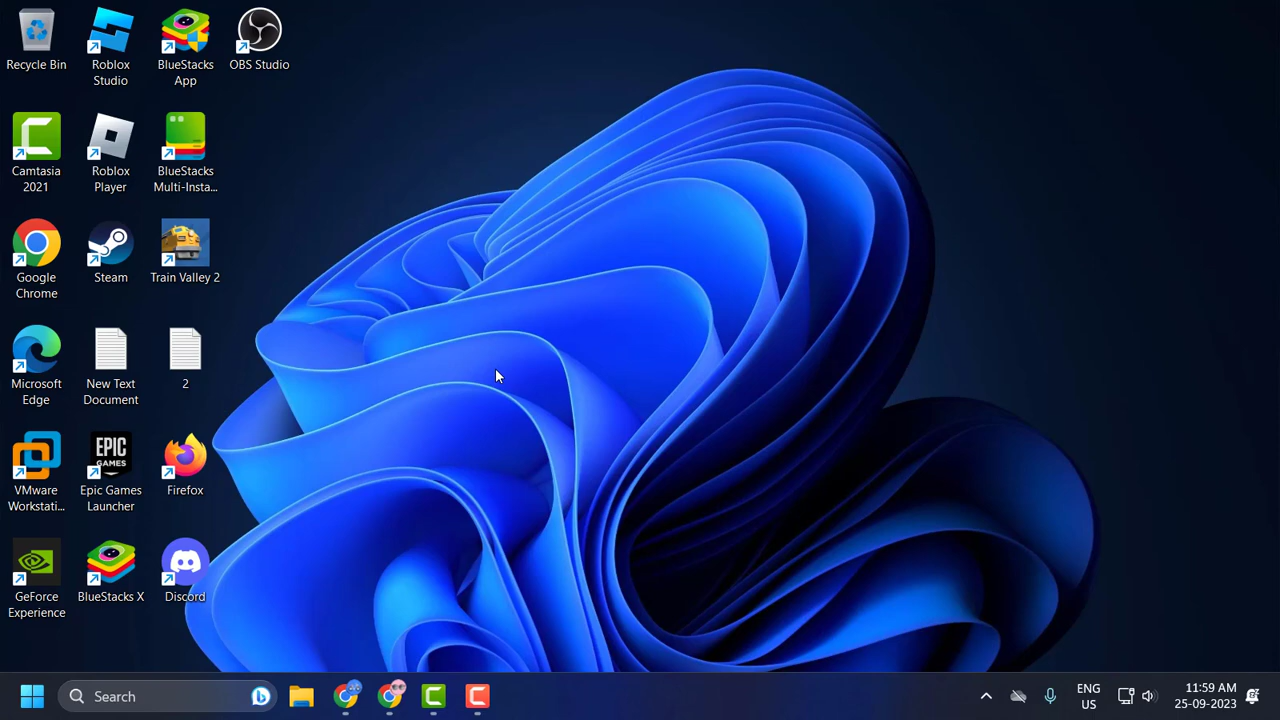 Recycle Bin
Roblox
Studio
BlueStacks
App
OBS Studio
Camtasia
2021
Roblox
Player
BlueStacks
Multi-Insta...
Google
Chrome
Steam
Train Valley 2
Microsoft
Edge
New Text
Document
2
VMware
Workstati...
EPIC
GAMES
Epic Games
Launcher
Firefox
GeForce
Experience
BlueStacks X
Discord
Search
ENG
US
11:59 AM
25-09-2023